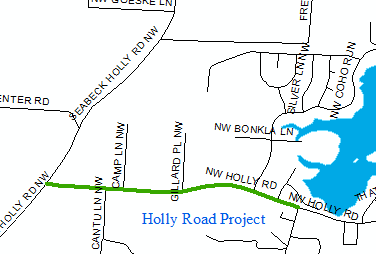 NW GOESKE LN
FRE
SEABECK HOLLY RD NW
ENTER RD
SILVER LN NW
NW COHO RUN
NW BONKLA LN
CAMP LN NW
GILLARD PL NW
NW HOLLY RD
HOLLY RD NW
CANTU LN NW
NW HOLLY RD
TH A
Holly Road Project